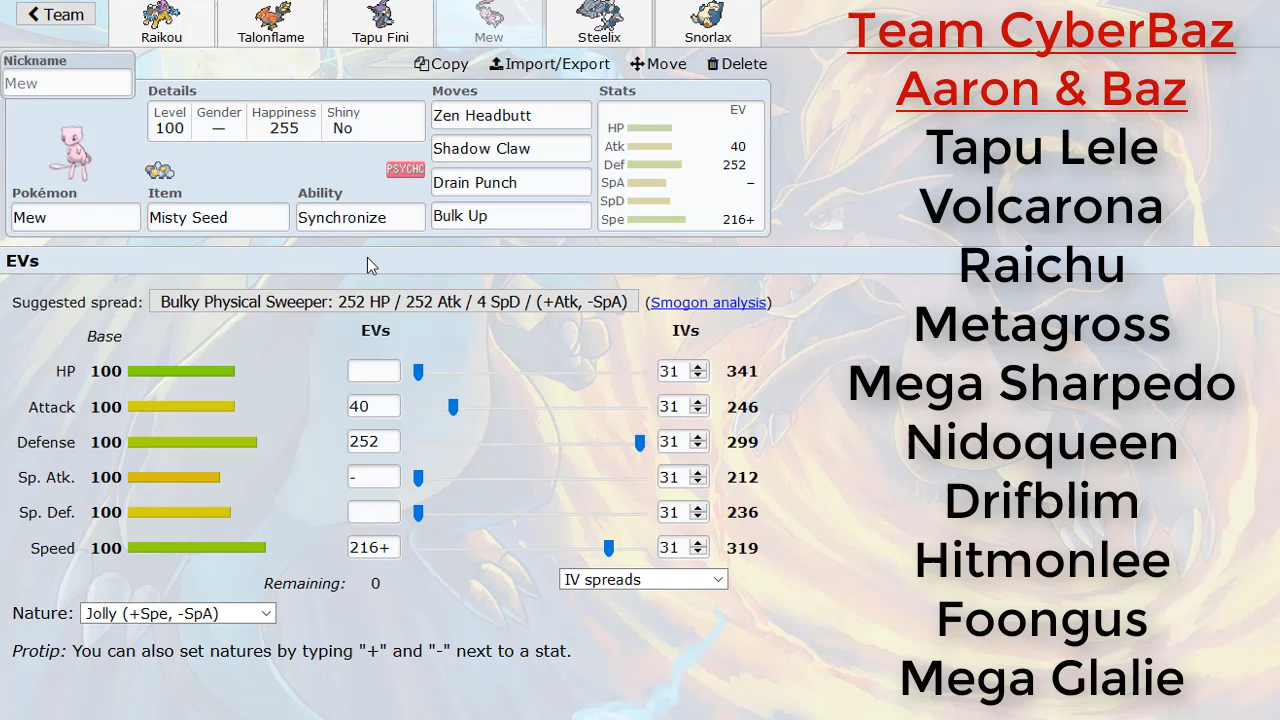 Team
Raikou
Talonflame
Tapu Fini
Mew
Steelix
Snorlax
Nickname
Mew
Copy
Import/Export
Move
Delete
Details
Level
100
Gender
—
Happiness
255
Shiny
No
PSYCHC
Pokémon
Mew
Item
Misty Seed
Ability
Synchronize
Moves
Zen Headbutt
Shadow Claw
Drain Punch
Bulk Up
Stats
EV
HP
Atk 40
Def 252
SpA –
SpD
Spe 216+
EVs
Suggested spread: Bulky Physical Sweeper: 252 HP / 252 Atk / 4 SpD / (+Atk, -SpA) (Smogon analysis)
Base EVs IVs
HP 100 31 341
Attack 100 40 31 246
Defense 100 252 31 299
Sp. Atk. 100 - 31 212
Sp. Def. 100 31 236
Speed 100 216+ 31 319
Remaining: 0 IV spreads
Nature: Jolly (+Spe, -SpA)
Protip: You can also set natures by typing "+" and "-" next to a stat.
Team CyberBaz
Aaron & Baz
Tapu Lele
Volcarona
Raichu
Metagross
Mega Sharpedo
Nidoqueen
Drifblim
Hitmonlee
Foongus
Mega Glalie